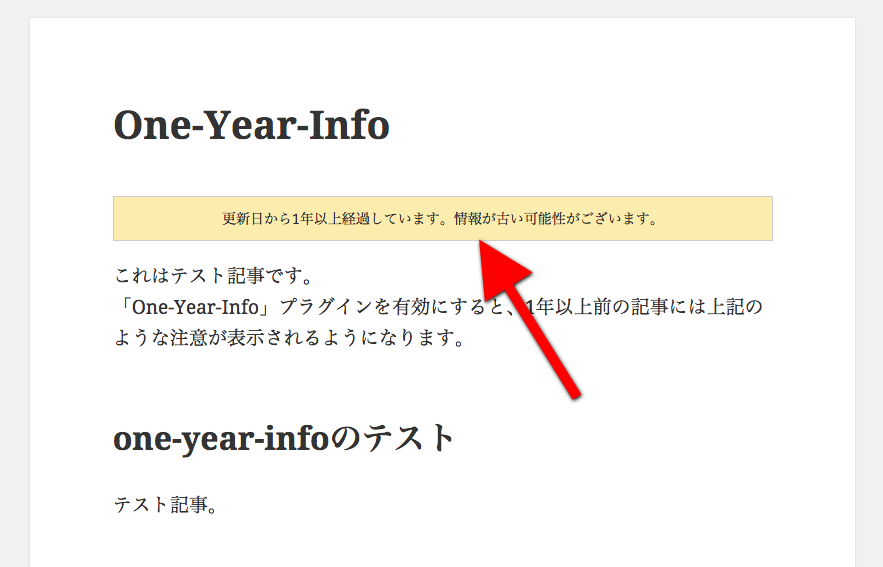 One-Year-Info
更新日から1年以上経過しています。情報が古い可能性がございます。
これはテスト記事です。
「One-Year-Info」プラグインを有効にすると、1年以上前の記事には上記の
ような注意が表示されるようになります。
one-year-infoのテスト
テスト記事。